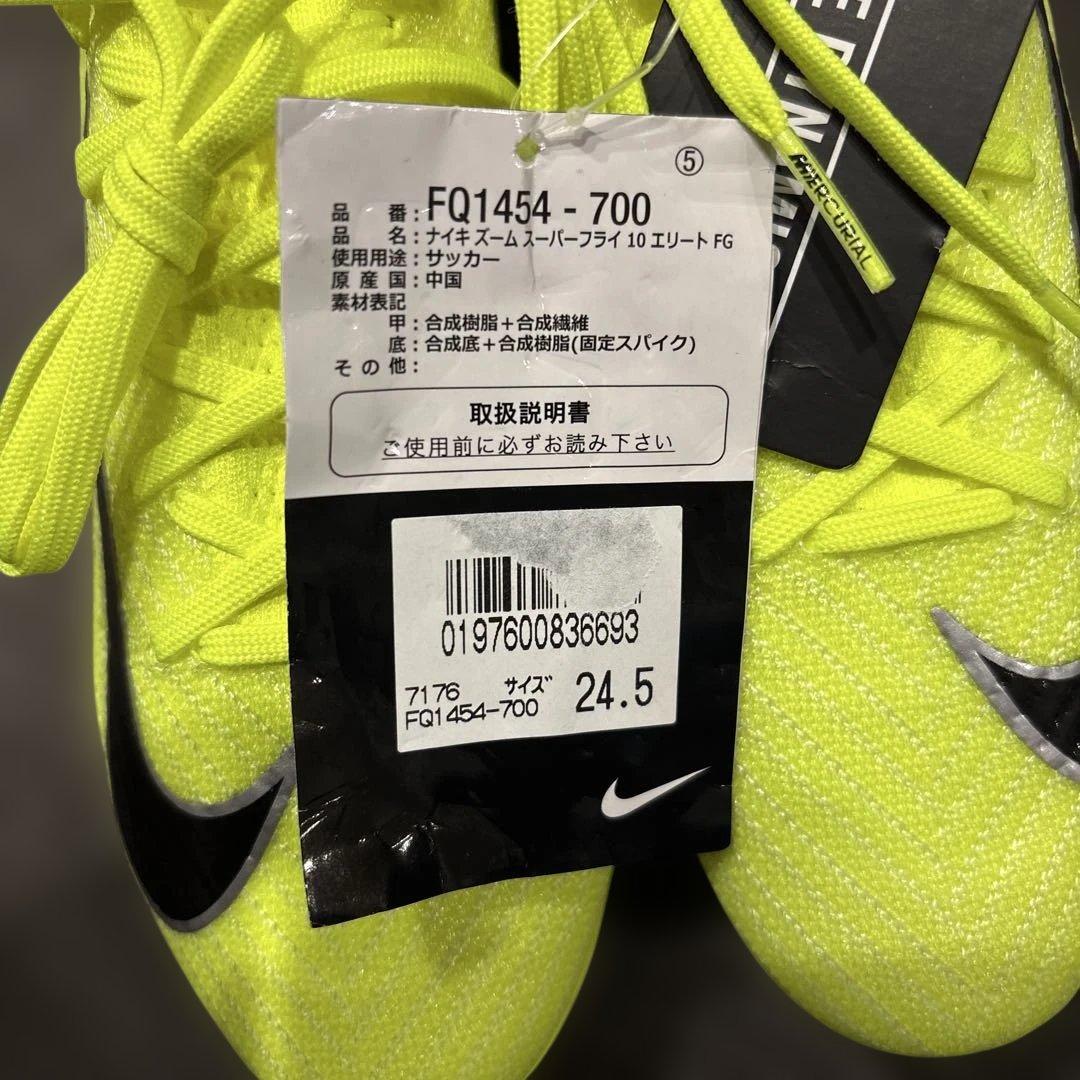 ⑤
品 番：FQ1454 - 700
品 名：ナイキ ズーム スーパーフライ 10 エリート FG
使用用途：サッカー
原産国：中国
素材表記
甲：合成樹脂＋合成繊維
底：合成底＋合成樹脂(固定スパイク)
その他：
取扱説明書
ご使用前に必ずお読み下さい
0197600836693
7176 サイズ 24.5
FQ1454-700
MERCURIAL